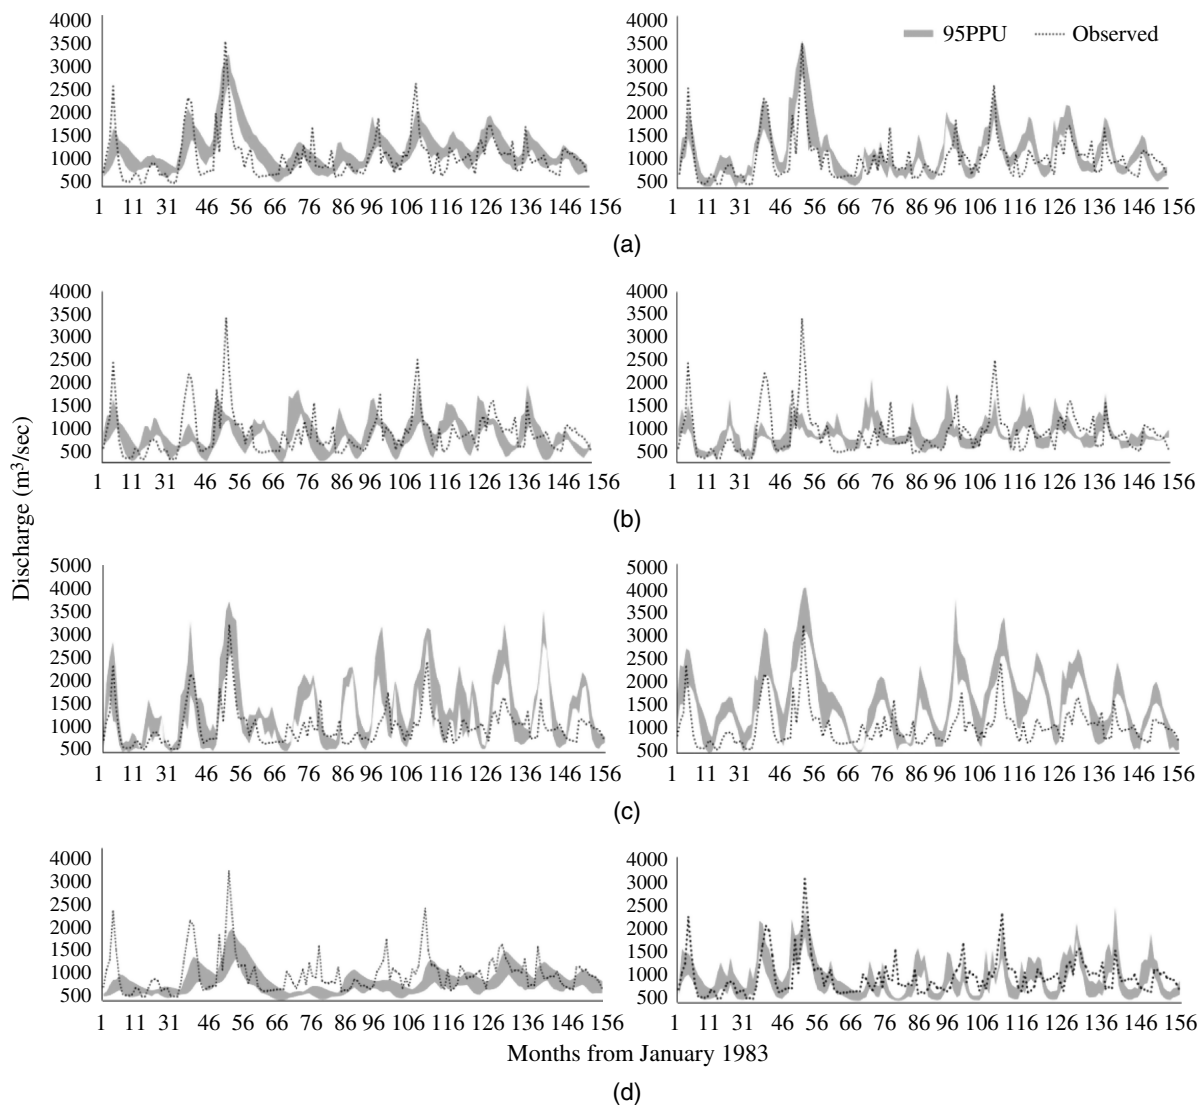 4000 3500 3000 2500 2000 1500 1000 500
1 11 31 46 56 66 76 86 96 106 116 126 136 146 156
4000 3500 3000 2500 2000 1500 1000 500
95PPU Observed
1 11 31 46 56 66 76 86 96 106 116 126 136 146 156
(a)
4000 3500 3000 2500 2000 1500 1000 500
1 11 31 46 56 66 76 86 96 106 116 126 136 146 156
4000 3500 3000 2500 2000 1500 1000 500
1 11 31 46 56 66 76 86 96 106 116 126 136 146 156
(b)
Discharge (m³/sec)
5000 4000 3500 3000 2500 2000 1500 1000 500
1 11 31 46 56 66 76 86 96 106 116 126 136 146 156
5000 4000 3500 3000 2500 2000 1500 1000 500
1 11 31 46 56 66 76 86 96 106 116 126 136 146 156
(c)
4000 3500 3000 2500 2000 1500 1000 500
1 11 31 46 56 66 76 86 96 106 116 126 136 146 156
4000 3500 3000 2500 2000 1500 1000 500
1 11 31 46 56 66 76 86 96 106 116 126 136 146 156
Months from January 1983
(d)